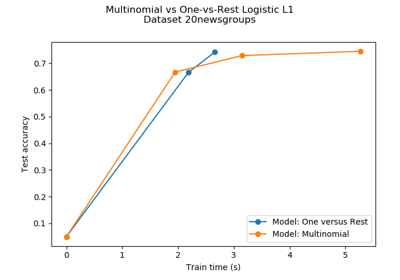 Multinomial vs One-vs-Rest Logistic L1
Dataset 20newsgroups
0.7
0.6
0.5
0.4
0.3
0.2
0.1
Test accuracy
Model: One versus Rest
Model: Multinomial
0 1 2 3 4 5
Train time (s)